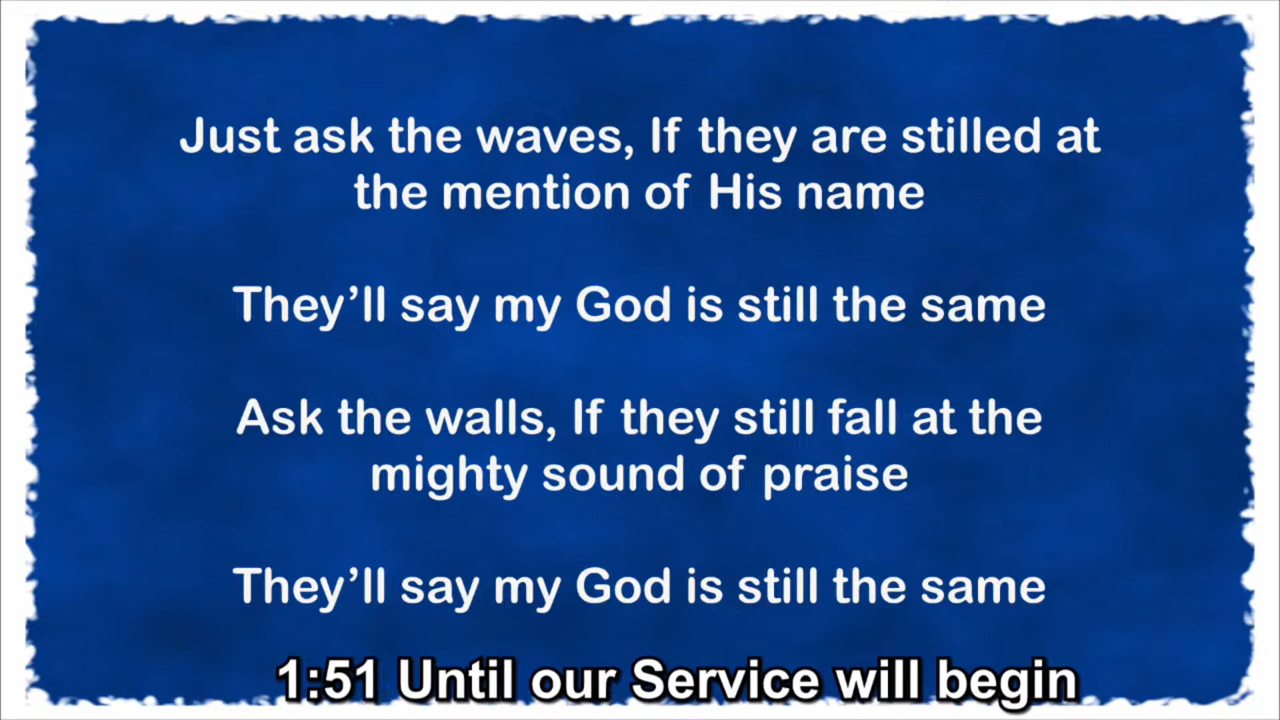 Just ask the waves, If they are stilled at
the mention of His name
They’ll say my God is still the same
Ask the walls, If they still fall at the
mighty sound of praise
They’ll say my God is still the same
1:51 Until our Service will begin